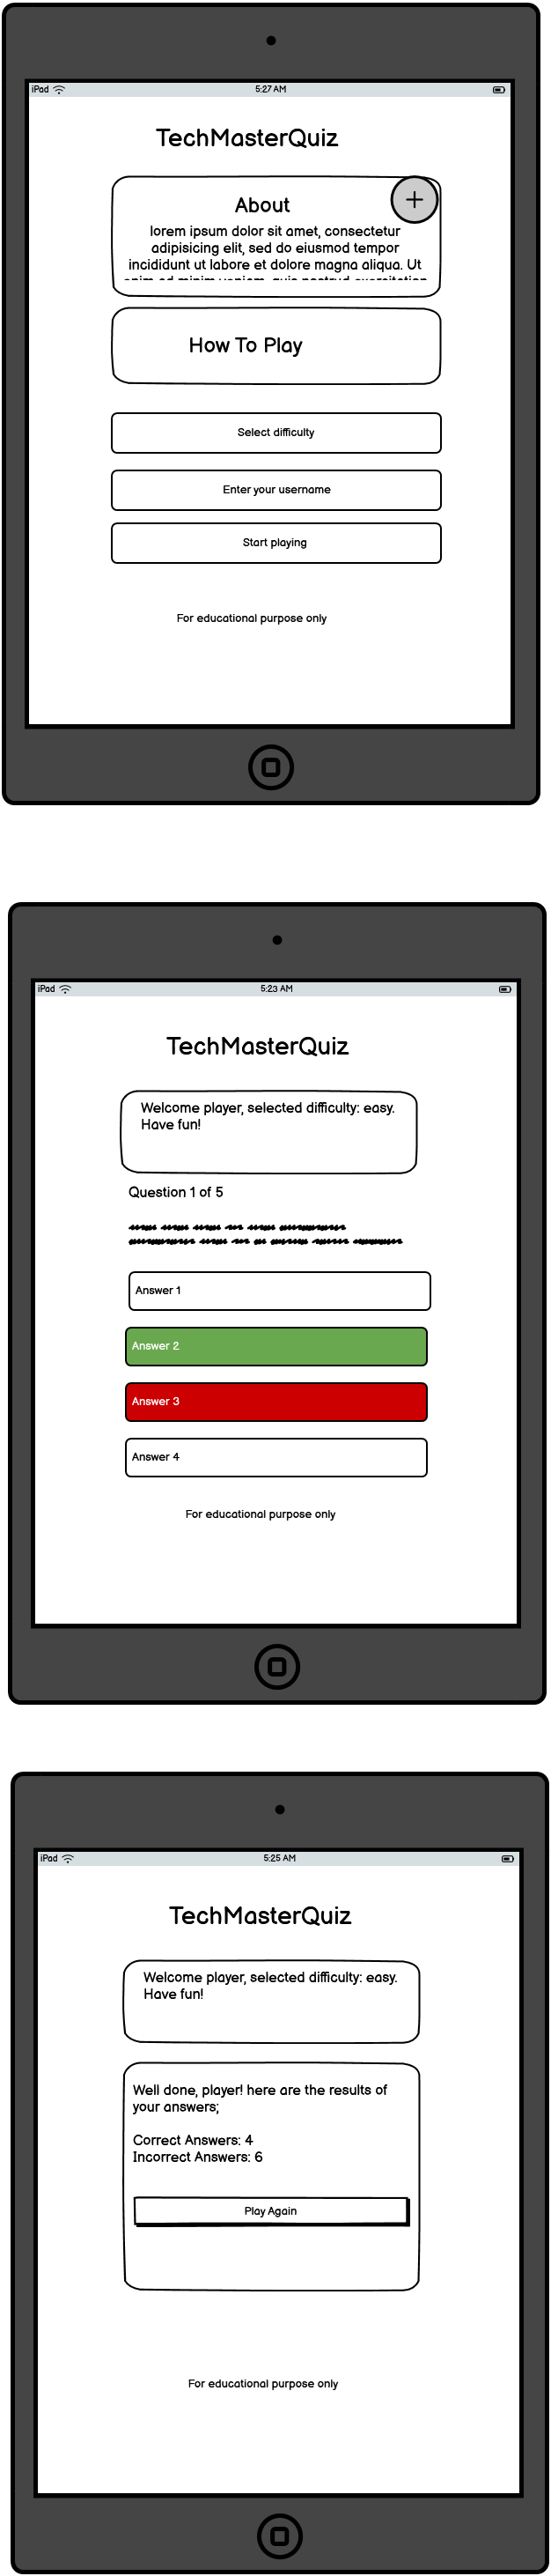 iPad 5:27 AM
TechMasterQuiz
About
lorem ipsum dolor sit amet, consectetur
adipisicing elit, sed do eiusmod tempor
incididunt ut labore et dolore magna aliqua. Ut
How To Play
Select difficulty
Enter your username
Start playing
For educational purpose only
iPad 5:23 AM
TechMasterQuiz
Welcome player, selected difficulty: easy.
Have fun!
Question 1 of 5
Answer 1
Answer 2
Answer 3
Answer 4
For educational purpose only
iPad 5:25 AM
TechMasterQuiz
Welcome player, selected difficulty: easy.
Have fun!
Well done, player! here are the results of
your answers;
Correct Answers: 4
Incorrect Answers: 6
Play Again
For educational purpose only